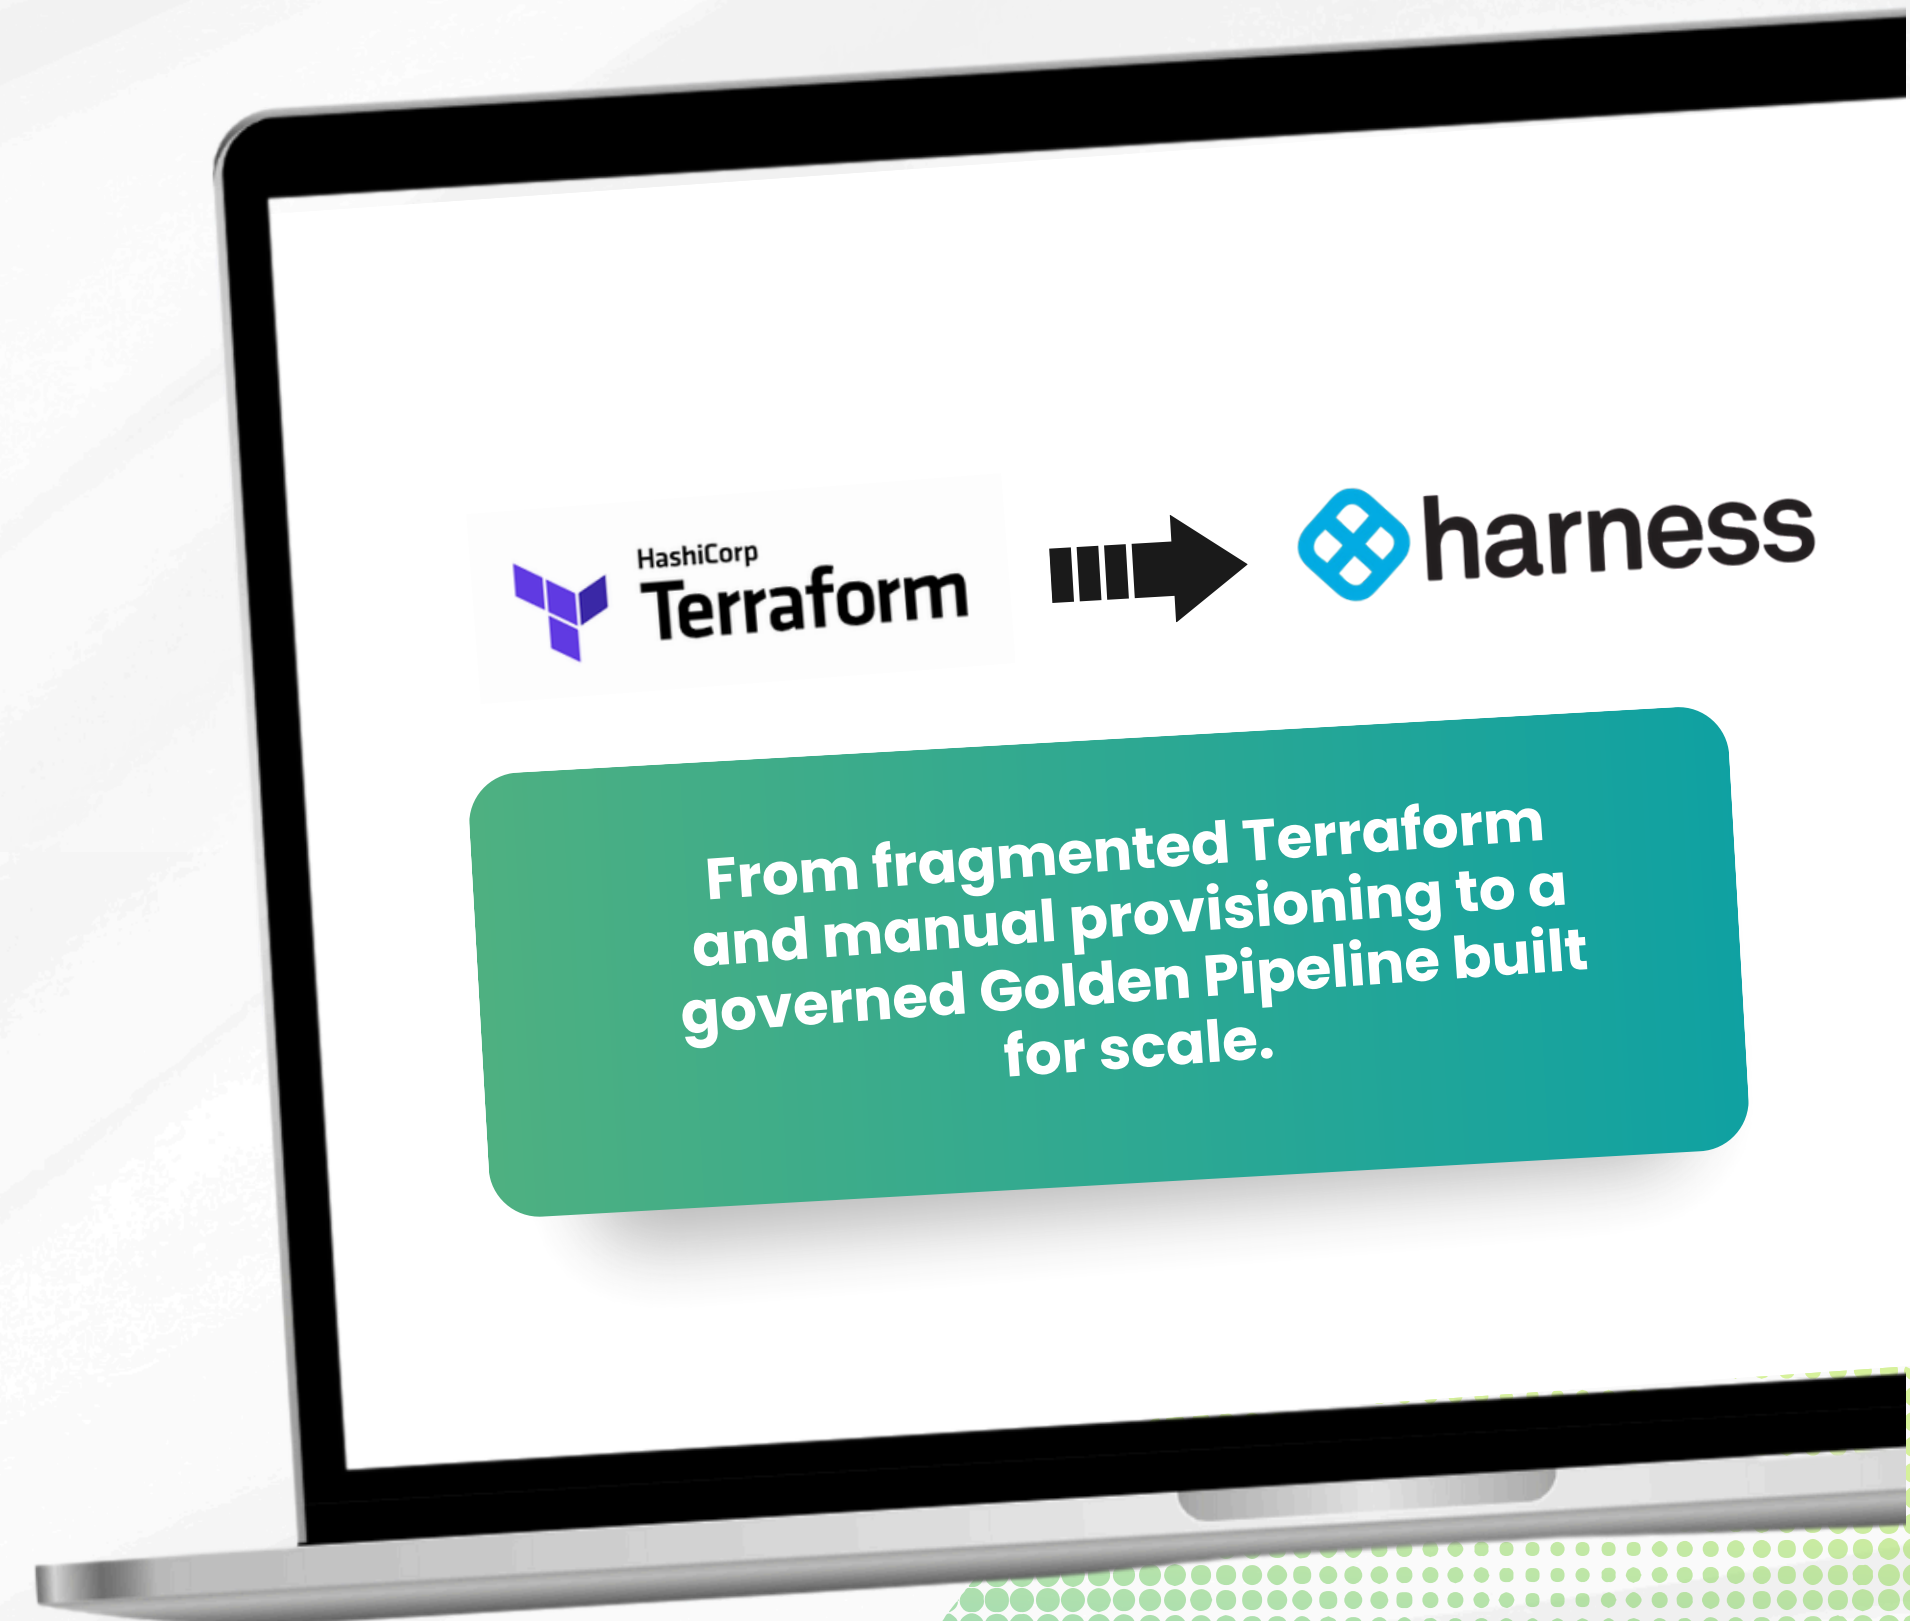 HashiCorp
Terraform
harness
From fragmented Terraform
and manual provisioning to a
governed Golden Pipeline built
for scale.